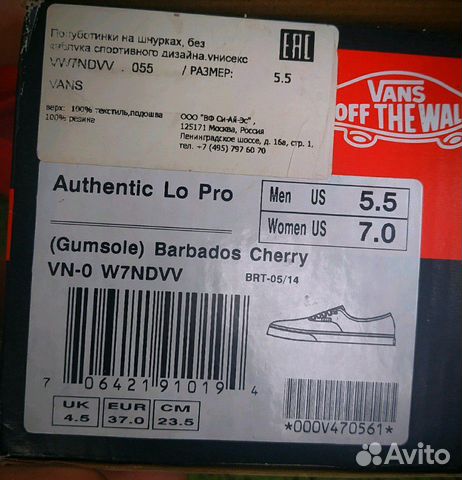 Полуботинки на шнурках, без
каблука спортивного дизайна.унисекс
VW7NDVV . 055 / РАЗМЕР: 5.5
VANS
верх: 100% текстиль,подошва
100% резина
ООО "ВФ Си-Ай-Эс",
125171 Москва, Россия
Ленинградское шоссе, д. 16а, стр. 1,
тел. +7 (495) 797 60 70
EAC
VANS
"OFF THE WAL
Authentic Lo Pro
Men US 5.5
Women US 7.0
(Gumsole) Barbados Cherry
VN-0 W7NDVV
BRT-05/14
7 06421 91019 4
UK EUR CM
4.5 37.0 23.5
*000V470561*
Avito